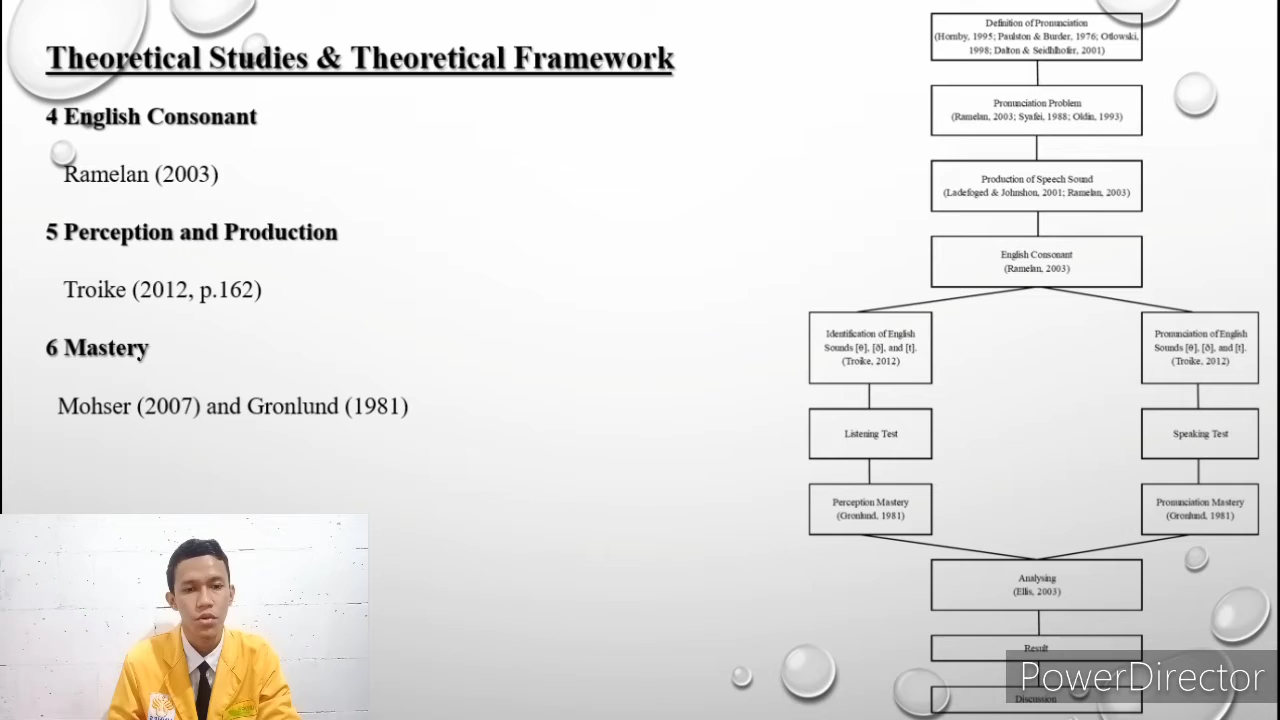 Theoretical Studies & Theoretical Framework
4 English Consonant
Ramelan (2003)
5 Perception and Production
Troike (2012, p.162)
6 Mastery
Mohser (2007) and Gronlund (1981)
Definition of Pronunciation
(Hornby, 1995; Paulston & Burder, 1976; Otlowski,
1998; Dalton & Seidhlhofer, 2001)
Pronunciation Problem
(Ramelan, 2003; Syafei, 1988; Oldin, 1993)
Production of Speech Sound
(Ladefoged & Johnshon, 2001; Ramelan, 2003)
English Consonant
(Ramelan, 2003)
Identification of English
Sounds [θ], [ð], and [t].
(Troike, 2012)
Pronunciation of English
Sounds [θ], [ð], and [t].
(Troike, 2012)
Listening Test
Speaking Test
Perception Mastery
(Gronlund, 1981)
Pronunciation Mastery
(Gronlund, 1981)
Analysing
(Ellis, 2003)
Result
Discussion
PowerDirector